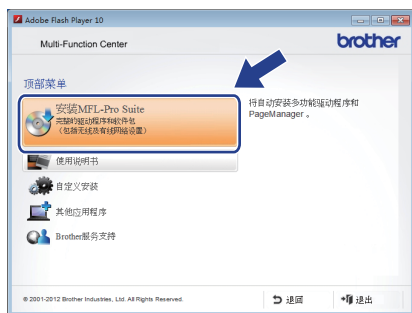 Adobe Flash Player 10
Multi-Function Center
brother
顶部菜单
安装MFL-Pro Suite
完整的驱动程序和软件包
（包括无线及有线网络设置）
将自动安装多功能驱动程序和
PageManager 。
使用说明书
自定义安装
其他应用程序
Brother服务支持
© 2001-2012 Brother Industries, Ltd. All Rights Reserved.
退回
退出